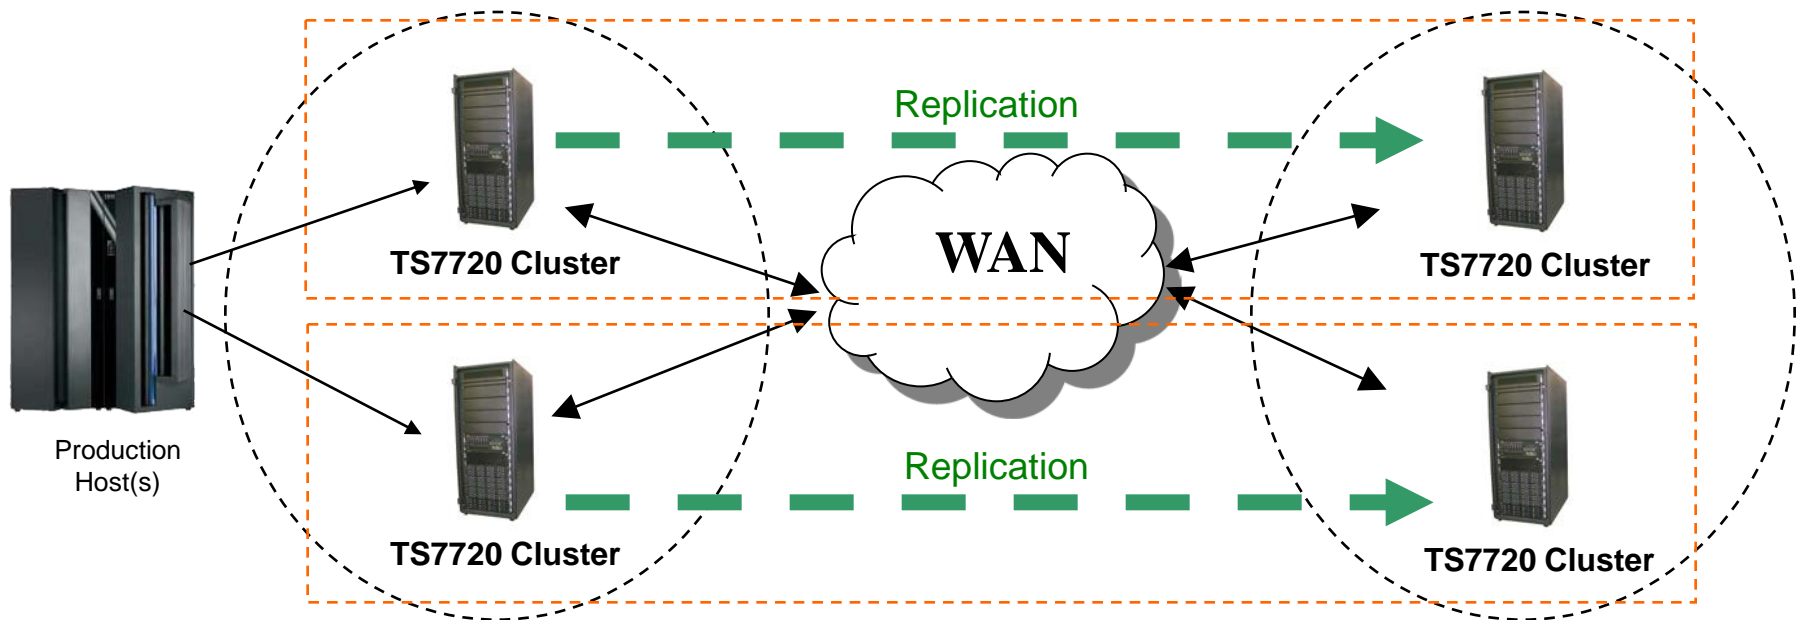 Replication
WAN
TS7720 Cluster
TS7720 Cluster
Production
Host(s)
Replication
TS7720 Cluster
TS7720 Cluster